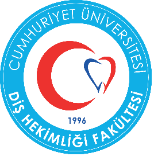 CUMHURİYET ÜNİVERSİTESİ
DİŞ HEKİMLİĞİ FAKÜLTESİ
1996